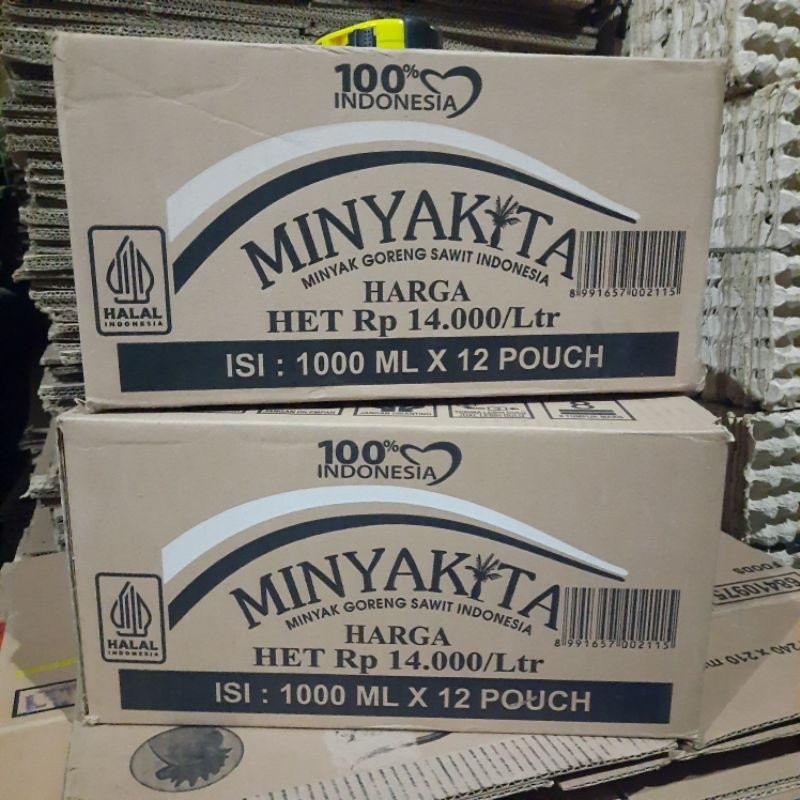 100%
INDONESIA
MINYAKITA
MINYAK GORENG SAWIT INDONESIA
HALAL
INDONESIA
8 991657 002115
HARGA
HET Rp 14.000/Ltr
ISI : 1000 ML X 12 POUCH
8
100%
INDONESIA
MINYAKITA
MINYAK GORENG SAWIT INDONESIA
HALAL
INDONESIA
8 991657 002115
HARGA
HET Rp 14.000/Ltr
ISI : 1000 ML X 12 POUCH
FOODS